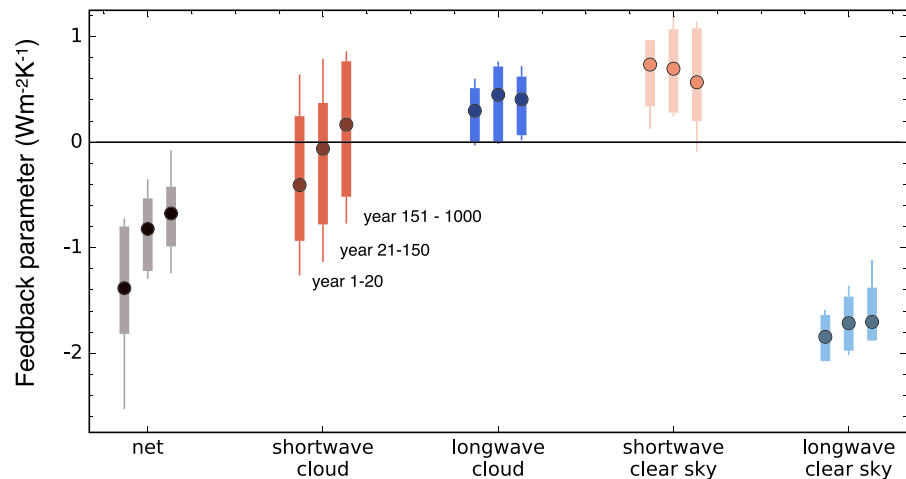 Feedback parameter (Wm-2K-1)
1
0
-1
-2
year 151 - 1000
year 21-150
year 1-20
net
shortwave
cloud
longwave
cloud
shortwave
clear sky
longwave
clear sky